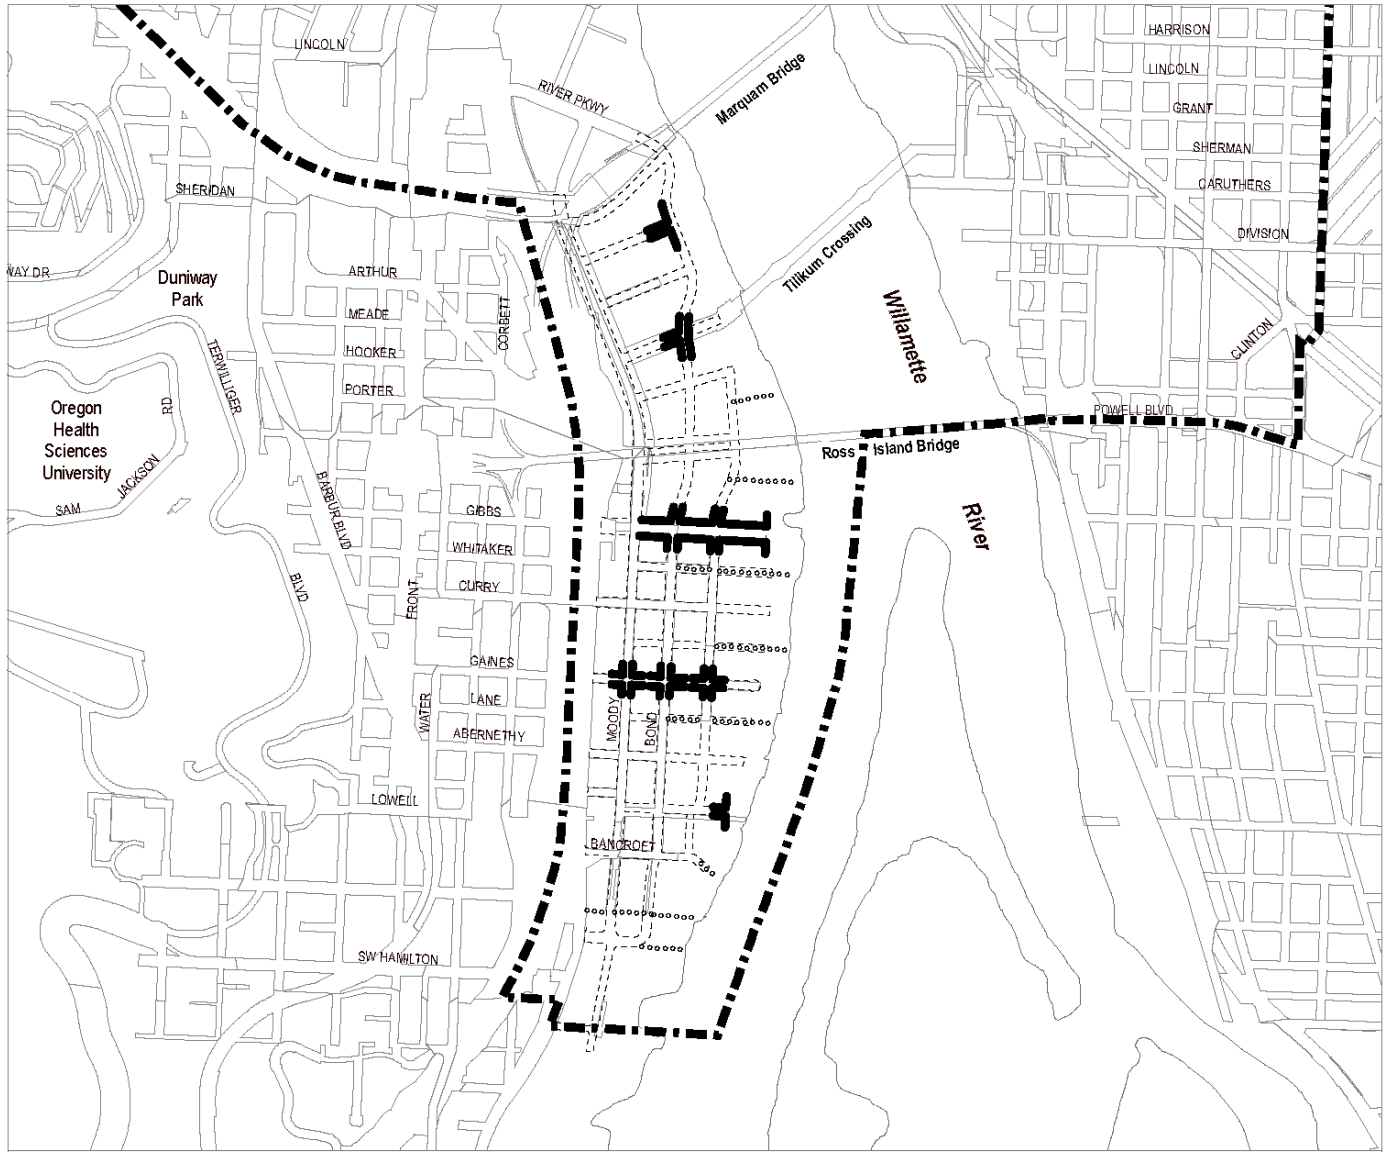 HARRISON
LINCOLN
LINCOLN
RIVER PKWY
Marquam Bridge
GRANT
SHERMAN
SHERIDAN
CARUTHERS
DIVISION
Tilikum Crossing
WAY DR
ARTHUR
Duniway
Park
MEADE
CORBETT
Willamette
CLINTON
HOOKER
TERWILLIGER
PORTER
Oregon
Health
Sciences
University
RD
POWELL BLVD
Ross Island Bridge
JACKSON
SAM
BARBUR BLVD
GIBBS
River
WHITAKER
BLVD
FRONT
CURRY
GAINES
WATER
LANE
MOODY
BOND
ABERNETHY
LOWELL
BANCROFT
SW HAMILTON